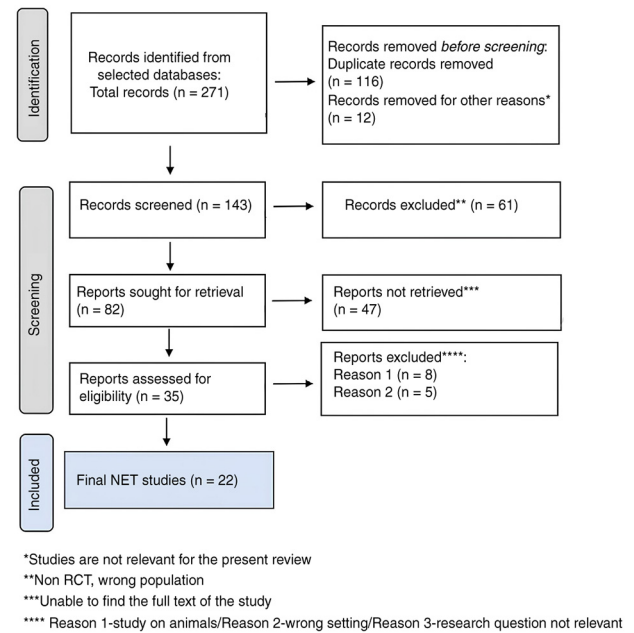 Identification
Records identified from
selected databases:
Total records (n = 271)
Records removed before screening:
Duplicate records removed
(n = 116)
Records removed for other reasons*
(n = 12)
Screening
Records screened (n = 143)
Records excluded** (n = 61)
Reports sought for retrieval
(n = 82)
Reports not retrieved***
(n = 47)
Reports assessed for
eligibility (n = 35)
Reports excluded****:
Reason 1 (n = 8)
Reason 2 (n = 5)
Included
Final NET studies (n = 22)
*Studies are not relevant for the present review
**Non RCT, wrong population
***Unable to find the full text of the study
**** Reason 1-study on animals/Reason 2-wrong setting/Reason 3-research question not relevant